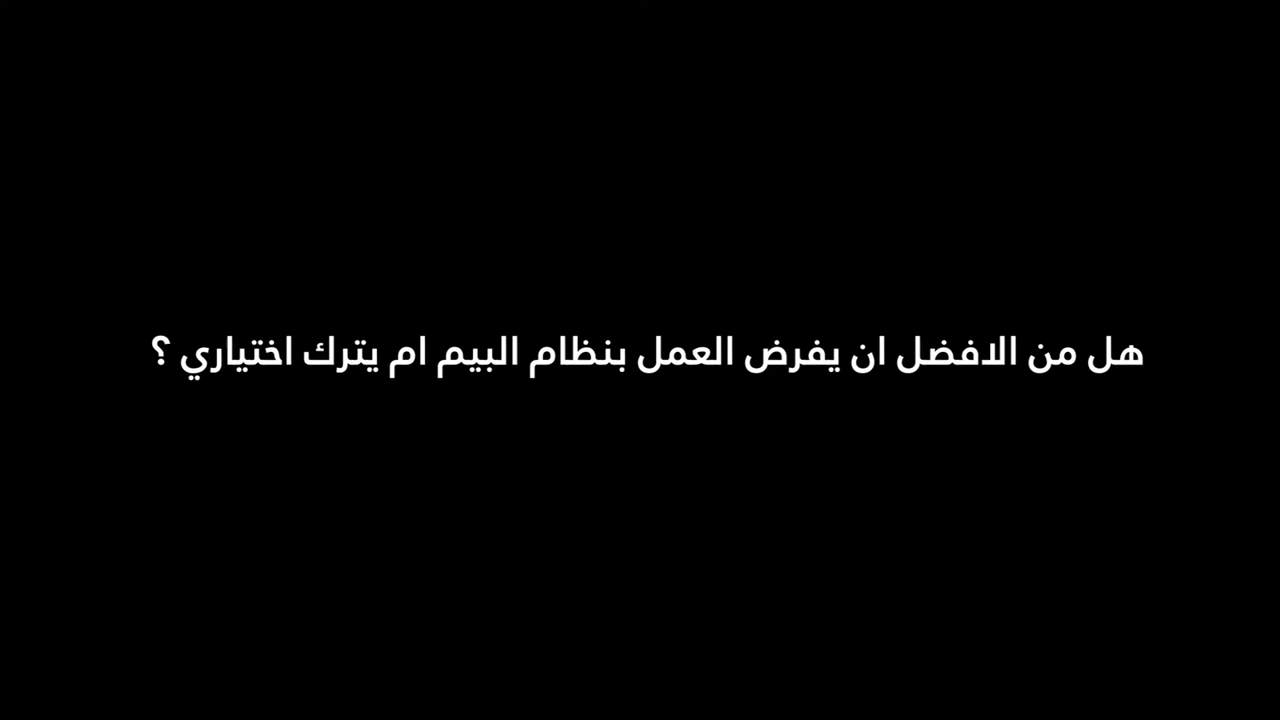 هل من الافضل ان يفرض العمل بنظام البيم ام يترك اختياري ؟